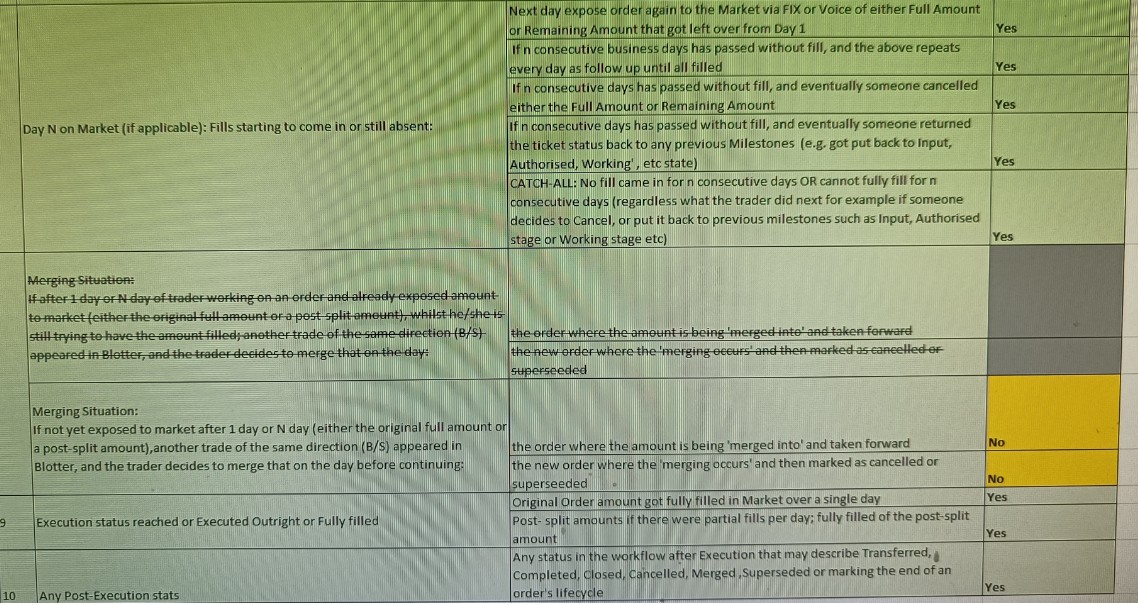 Next day expose order again to the Market via FIX or Voice of either Full Amount
or Remaining Amount that got left over from Day 1
Yes
If n consecutive business days has passed without fill, and the above repeats
every day as follow up until all filled
Yes
If n consecutive days has passed without fill, and eventually someone cancelled
either the Full Amount or Remaining Amount
Yes
Day N on Market (if applicable): Fills starting to come in or still absent:
If n consecutive days has passed without fill, and eventually someone returned
the ticket status back to any previous Milestones (e.g. got put back to Input,
Authorised, Working' , etc state)
Yes
CATCH-ALL: No fill came in for n consecutive days OR cannot fully fill for n
consecutive days (regardless what the trader did next for example if someone
decides to Cancel, or put it back to previous milestones such as Input, Authorised
stage or Working stage etc)
Yes
Merging Situation:
If after 1 day or N day of trader working on an order and already exposed amount
to market (either the original full amount or a post split amount), whilst he/she is
still trying to have the amount filled; another trade of the same direction (B/S)
appeared in Blotter, and the trader decides to merge that on the day:
the order where the amount is being 'merged into' and taken forward
the new order where the 'merging occurs' and then marked as cancelled or
superseeded
Merging Situation:
If not yet exposed to market after 1 day or N day (either the original full amount or
a post-split amount),another trade of the same direction (B/S) appeared in
Blotter, and the trader decides to merge that on the day before continuing:
the order where the amount is being 'merged into' and taken forward
No
the new order where the 'merging occurs' and then marked as cancelled or
superseeded
No
9
Execution status reached or Executed Outright or Fully filled
Original Order amount got fully filled in Market over a single day
Yes
Post- split amounts if there were partial fills per day; fully filled of the post-split
amount
Yes
10
Any Post-Execution stats
Any status in the workflow after Execution that may describe Transferred,
Completed, Closed, Cancelled, Merged ,Superseded or marking the end of an
order's lifecycle
Yes